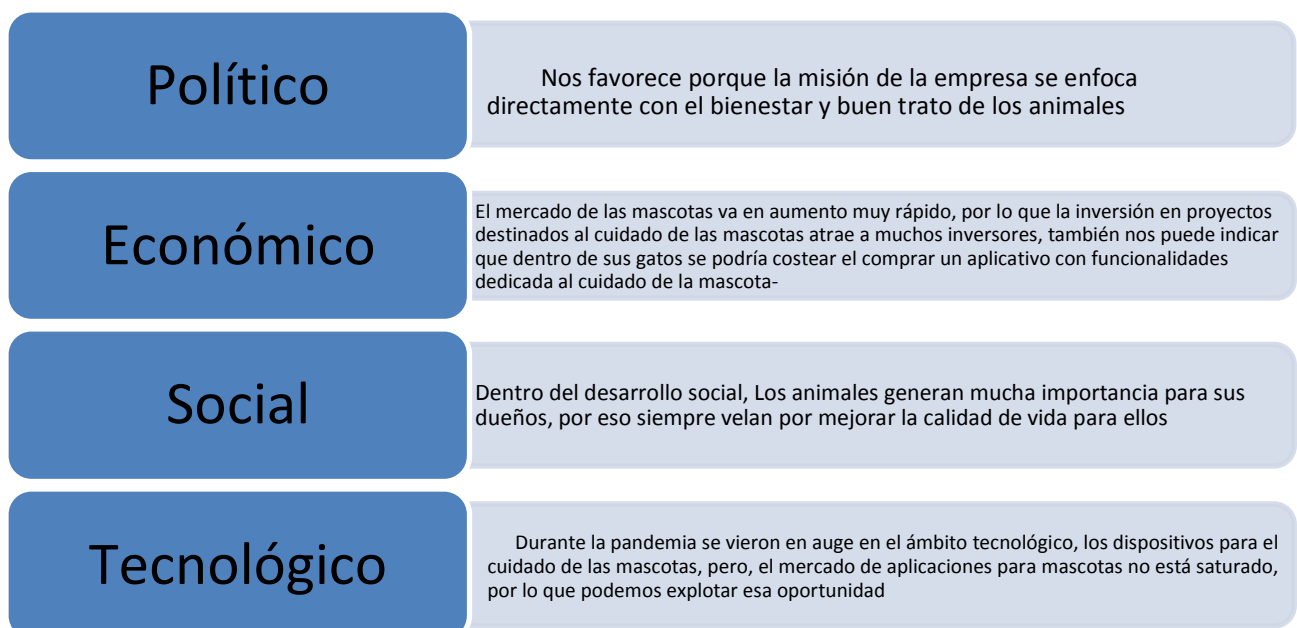 Político
Nos favorece porque la misión de la empresa se enfoca
directamente con el bienestar y buen trato de los animales
Económico
El mercado de las mascotas va en aumento muy rápido, por lo que la inversión en proyectos
destinados al cuidado de las mascotas atrae a muchos inversores, también nos puede indicar
que dentro de sus gatos se podría costear el comprar un aplicativo con funcionalidades
dedicada al cuidado de la mascota-
Social
Dentro del desarrollo social, Los animales generan mucha importancia para sus
dueños, por eso siempre velan por mejorar la calidad de vida para ellos
Tecnológico
Durante la pandemia se vieron en auge en el ámbito tecnológico, los dispositivos para el
cuidado de las mascotas, pero, el mercado de aplicaciones para mascotas no está saturado,
por lo que podemos explotar esa oportunidad